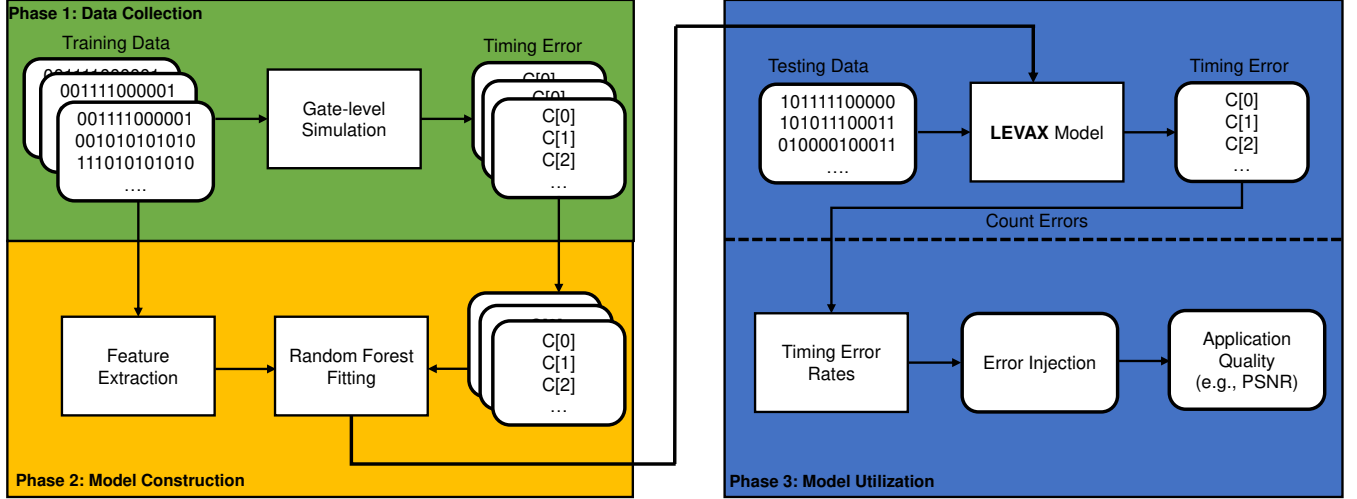 Phase 1: Data Collection
Training Data
Timing Error
001111000001
001111000001
001010101010
111010101010
....
Gate-level
Simulation
C[0]
C[0]
C[1]
C[2]
...
Feature
Extraction
Random Forest
Fitting
C[0]
C[1]
C[2]
...
Phase 2: Model Construction
Testing Data
Timing Error
101111100000
101011100011
010000100011
....
LEVAX Model
C[0]
C[1]
C[2]
...
Count Errors
Timing Error
Rates
Error Injection
Application
Quality
(e.g., PSNR)
Phase 3: Model Utilization